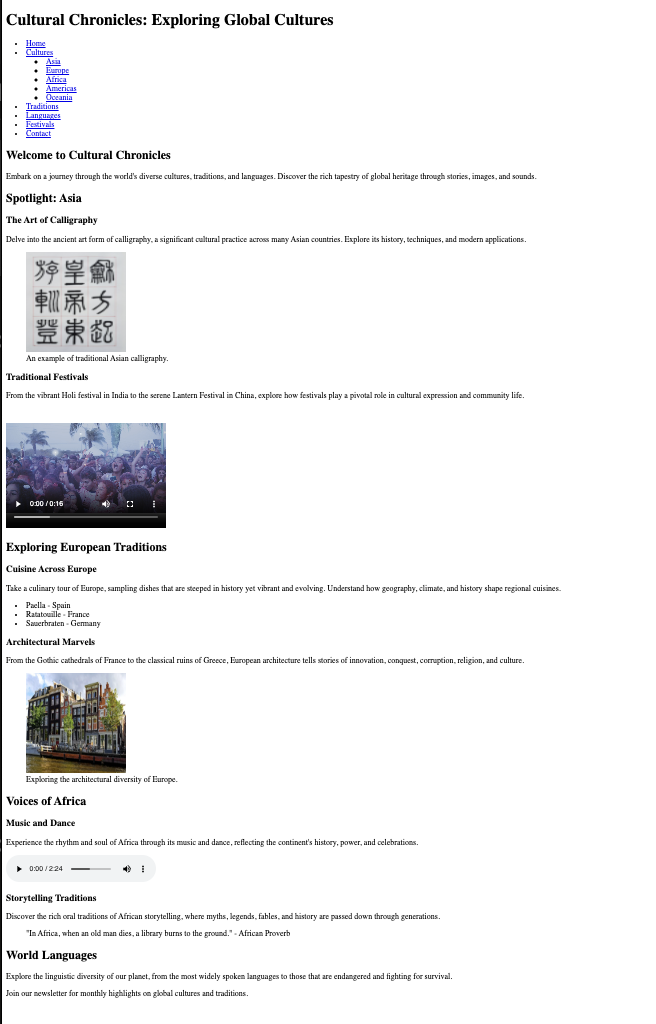 Cultural Chronicles: Exploring Global Cultures
Home
Cultures
Asia
Europe
Africa
Americas
Oceania
Traditions
Languages
Festivals
Contact
Welcome to Cultural Chronicles
Embark on a journey through the world's diverse cultures, traditions, and languages. Discover the rich tapestry of global heritage through stories, images, and sounds.
Spotlight: Asia
The Art of Calligraphy
Delve into the ancient art form of calligraphy, a significant cultural practice across many Asian countries. Explore its history, techniques, and modern applications.
皇
帝 方
登 東
An example of traditional Asian calligraphy.
Traditional Festivals
From the vibrant Holi festival in India to the serene Lantern Festival in China, explore how festivals play a pivotal role in cultural expression and community life.
0:00 / 0:16
Exploring European Traditions
Cuisine Across Europe
Take a culinary tour of Europe, sampling dishes that are steeped in history yet vibrant and evolving. Understand how geography, climate, and history shape regional cuisines.
Paella - Spain
Ratatouille - France
Sauerbraten - Germany
Architectural Marvels
From the Gothic cathedrals of France to the classical ruins of Greece, European architecture tells stories of innovation, conquest, corruption, religion, and culture.
Exploring the architectural diversity of Europe.
Voices of Africa
Music and Dance
Experience the rhythm and soul of Africa through its music and dance, reflecting the continent's history, power, and celebrations.
0:00 / 2:24
Storytelling Traditions
Discover the rich oral traditions of African storytelling, where myths, legends, fables, and history are passed down through generations.
"In Africa, when an old man dies, a library burns to the ground." - African Proverb
World Languages
Explore the linguistic diversity of our planet, from the most widely spoken languages to those that are endangered and fighting for survival.
Join our newsletter for monthly highlights on global cultures and traditions.